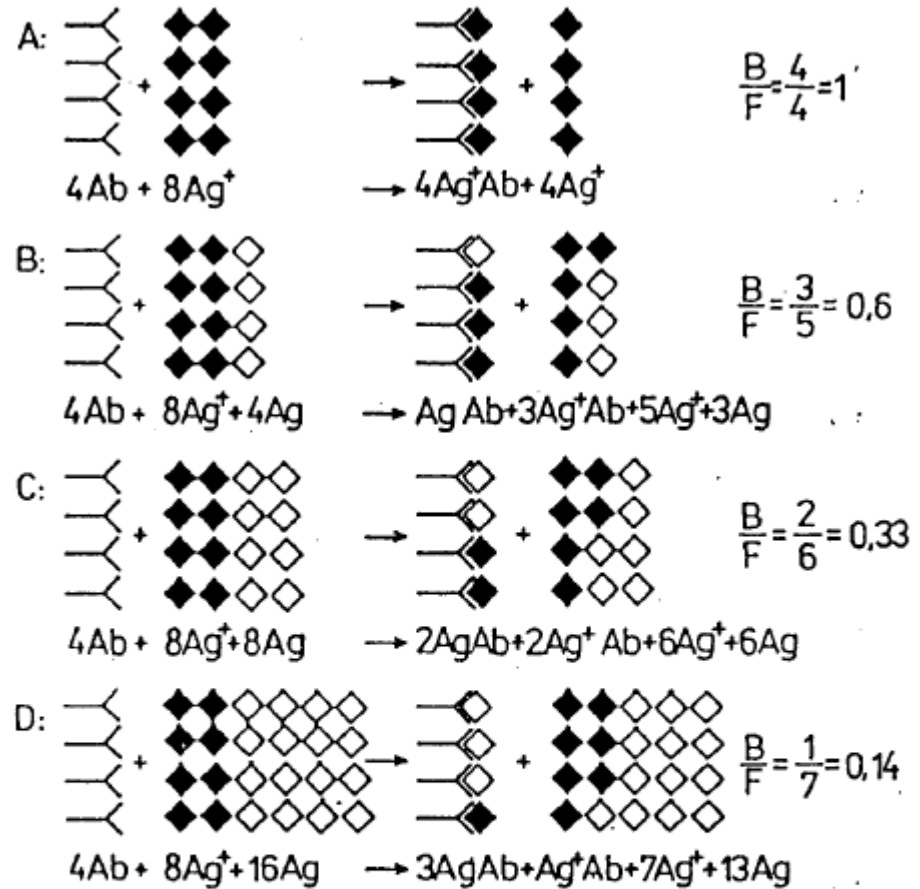 A: + → + B/F = 4/4 = 1
4Ab + 8Ag⁺ → 4Ag⁺Ab + 4Ag⁺
B: + → + B/F = 3/5 = 0,6
4Ab + 8Ag⁺+4Ag → Ag Ab+3Ag⁺Ab+5Ag⁺+3Ag
C: + → + B/F = 2/6 = 0,33
4Ab + 8Ag⁺+8Ag → 2AgAb+2Ag⁺ Ab+6Ag⁺+6Ag
D: + → + B/F = 1/7 = 0,14
4Ab + 8Ag⁺+16Ag → 3AgAb+Ag⁺Ab+7Ag⁺+13Ag